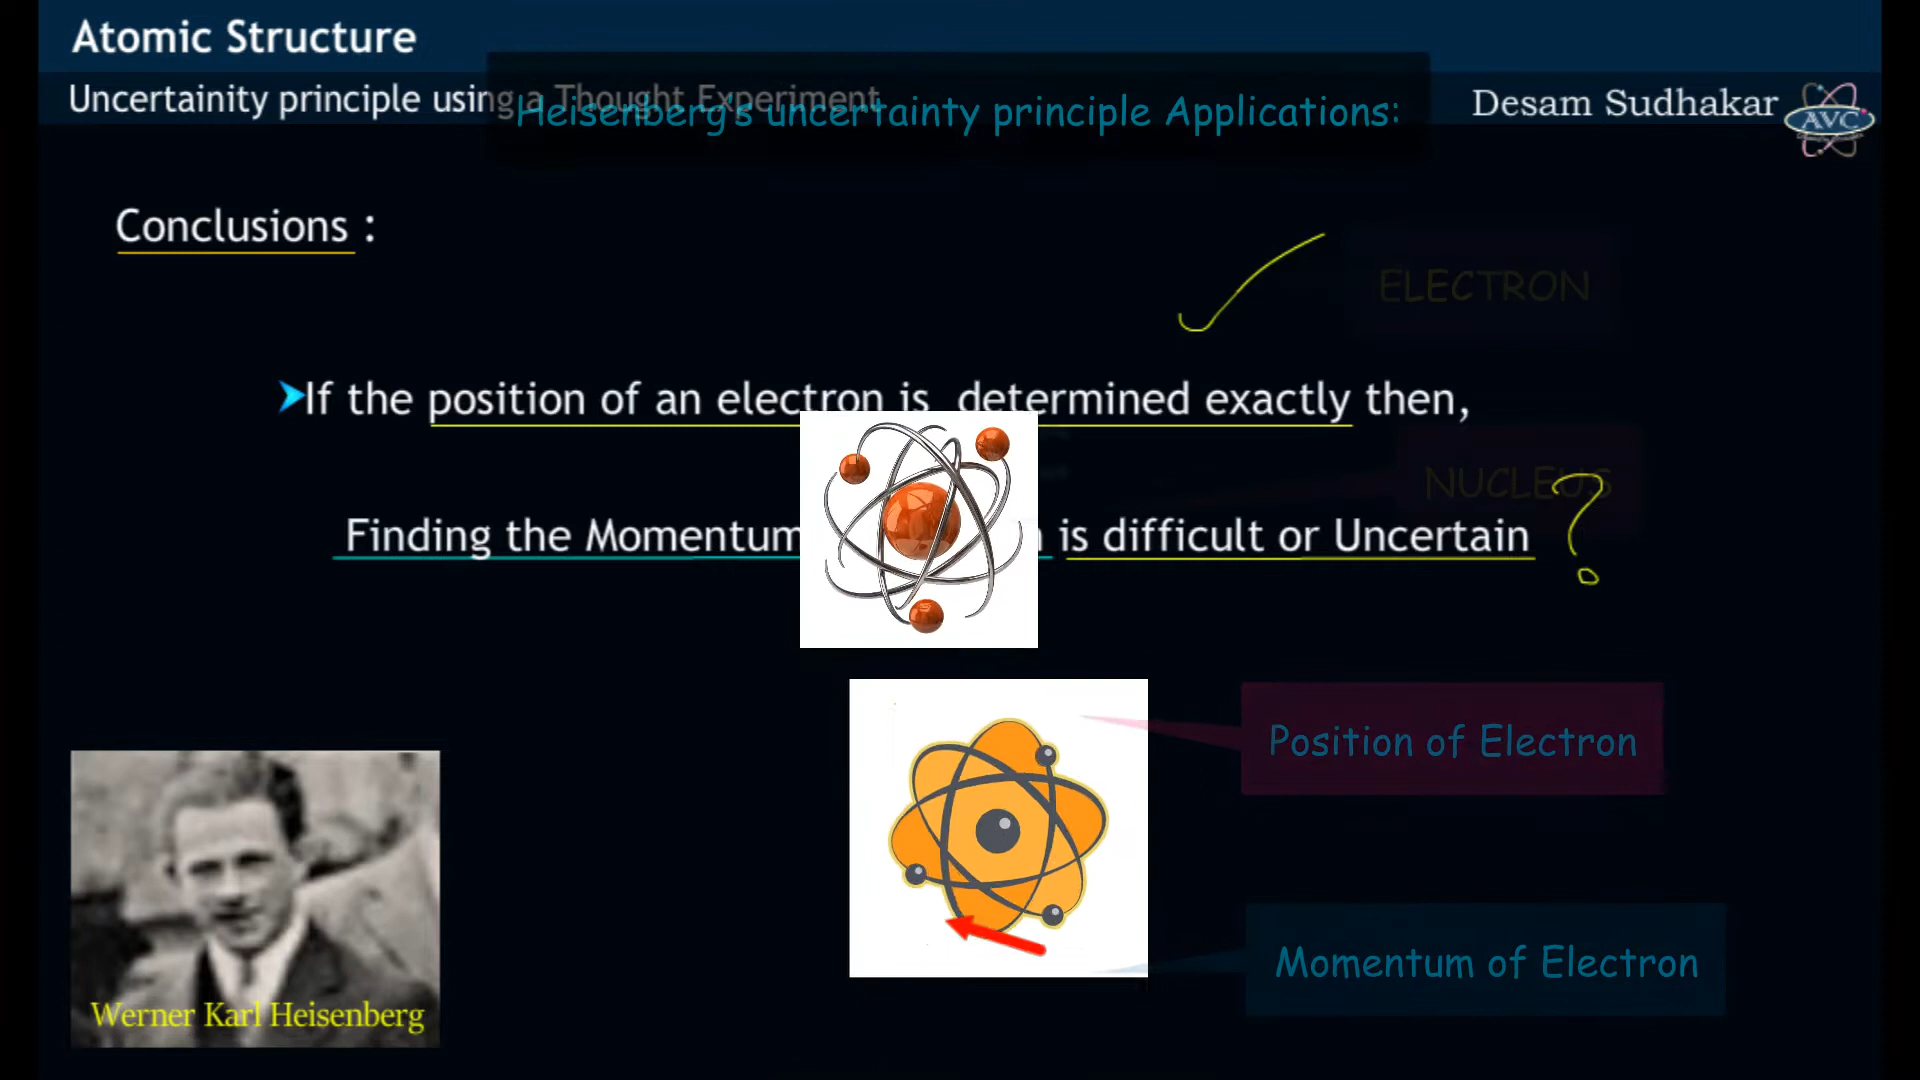 Atomic Structure
Uncertainity principle using a Thought Experiment
Heisenberg's uncertainty principle Applications:
Desam Sudhakar
AVC
Conclusions :
ELECTRON
If the position of an electron is determined exactly then,
NUCLEUS
Finding the Momentum is difficult or Uncertain ?
Position of Electron
Momentum of Electron
Werner Karl Heisenberg